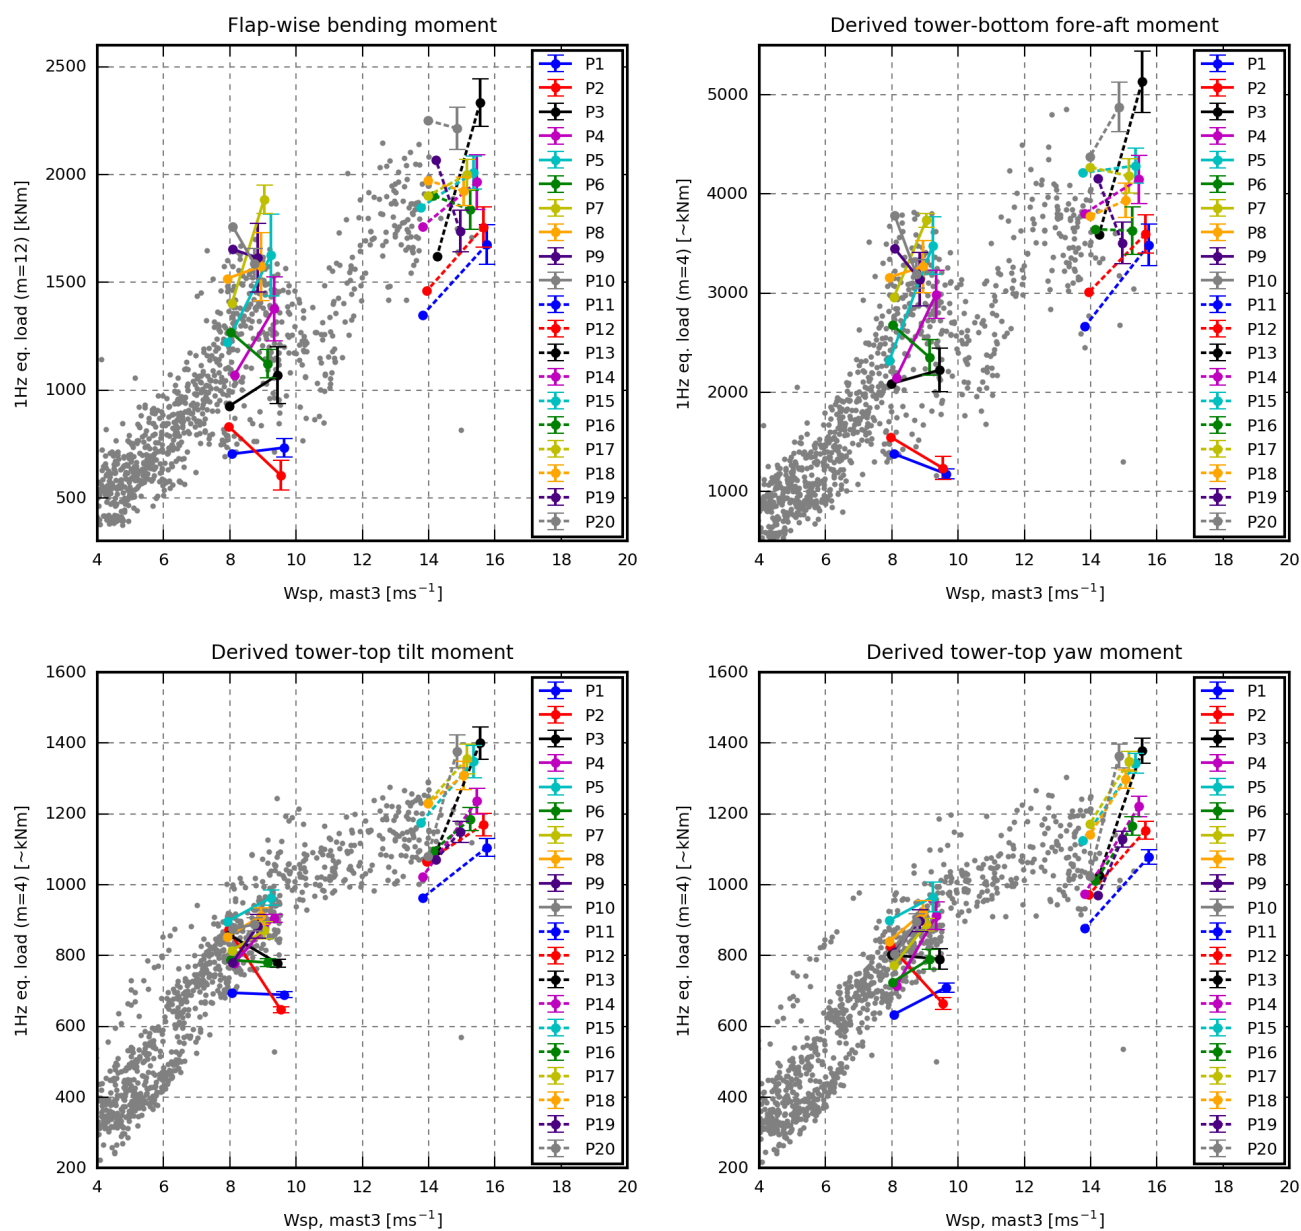 Flap-wise bending moment
1Hz eq. load (m=12) [kNm]
2500
2000
1500
1000
500
4 6 8 10 12 14 16 18 20
Wsp, mast3 [ms⁻¹]
P1
P2
P3
P4
P5
P6
P7
P8
P9
P10
P11
P12
P13
P14
P15
P16
P17
P18
P19
P20
Derived tower-bottom fore-aft moment
1Hz eq. load (m=4) [~kNm]
5000
4000
3000
2000
1000
4 6 8 10 12 14 16 18 20
Wsp, mast3 [ms⁻¹]
P1
P2
P3
P4
P5
P6
P7
P8
P9
P10
P11
P12
P13
P14
P15
P16
P17
P18
P19
P20
Derived tower-top tilt moment
1Hz eq. load (m=4) [~kNm]
1600
1400
1200
1000
800
600
400
200
4 6 8 10 12 14 16 18 20
Wsp, mast3 [ms⁻¹]
P1
P2
P3
P4
P5
P6
P7
P8
P9
P10
P11
P12
P13
P14
P15
P16
P17
P18
P19
P20
Derived tower-top yaw moment
1Hz eq. load (m=4) [~kNm]
1600
1400
1200
1000
800
600
400
200
4 6 8 10 12 14 16 18 20
Wsp, mast3 [ms⁻¹]
P1
P2
P3
P4
P5
P6
P7
P8
P9
P10
P11
P12
P13
P14
P15
P16
P17
P18
P19
P20